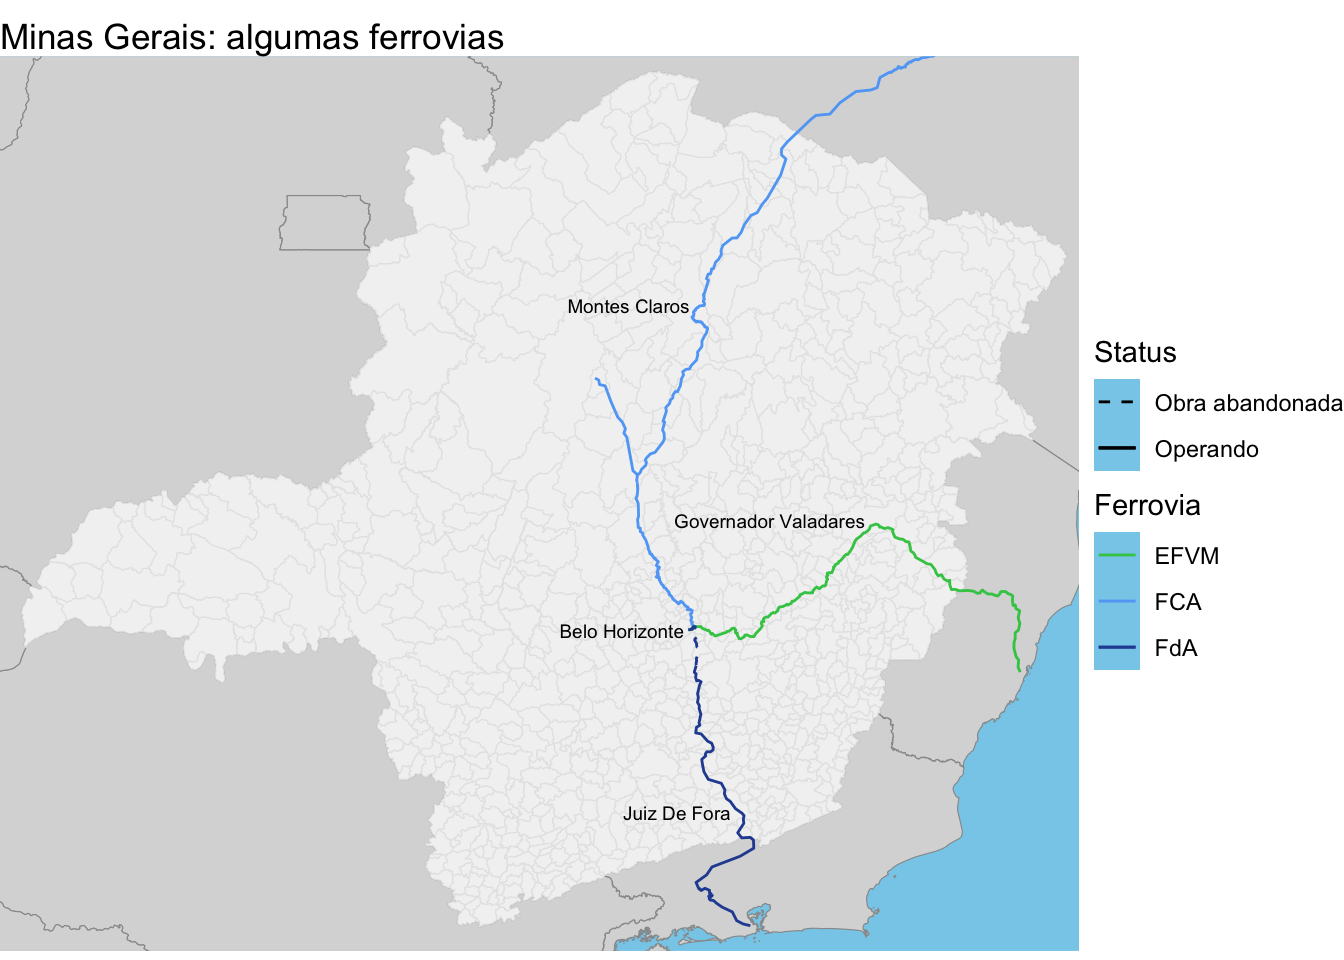 Minas Gerais: algumas ferrovias
Montes Claros
Governador Valadares
Belo Horizonte
Juiz De Fora
Status
Obra abandonada
Operando
Ferrovia
EFVM
FCA
FdA